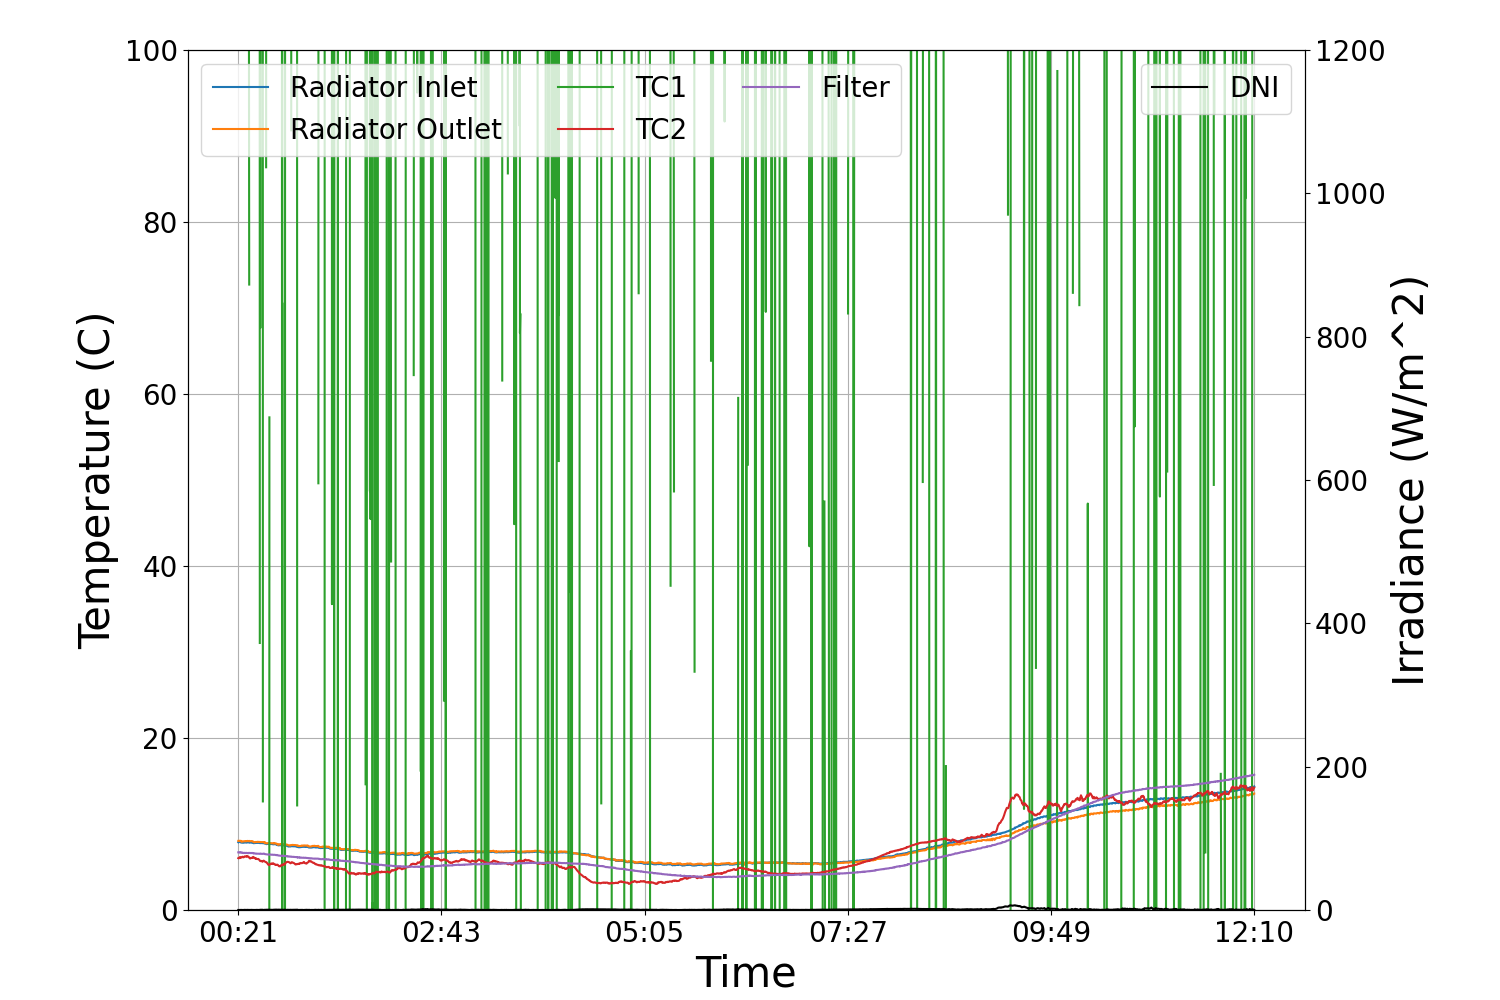 Radiator Inlet
Radiator Outlet
TC1
TC2
Filter
DNI
Temperature (C)
100
80
60
40
20
0
Irradiance (W/m^2)
1200
1000
800
600
400
200
0
00:21 02:43 05:05 07:27 09:49 12:10
Time